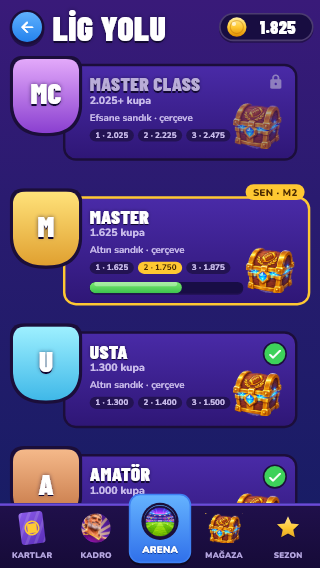 LİG YOLU
1.825
MC
MASTER CLASS
2.025+ kupa
Efsane sandık · çerçeve
1 · 2.025 2 · 2.225 3 · 2.475
SEN · M2
M
MASTER
1.625 kupa
Altın sandık · çerçeve
1 · 1.625 2 · 1.750 3 · 1.875
U
USTA
1.300 kupa
Altın sandık · çerçeve
1 · 1.300 2 · 1.400 3 · 1.500
A
AMATÖR
1.000 kupa
KARTLAR
KADRO
ARENA
MAĞAZA
SEZON